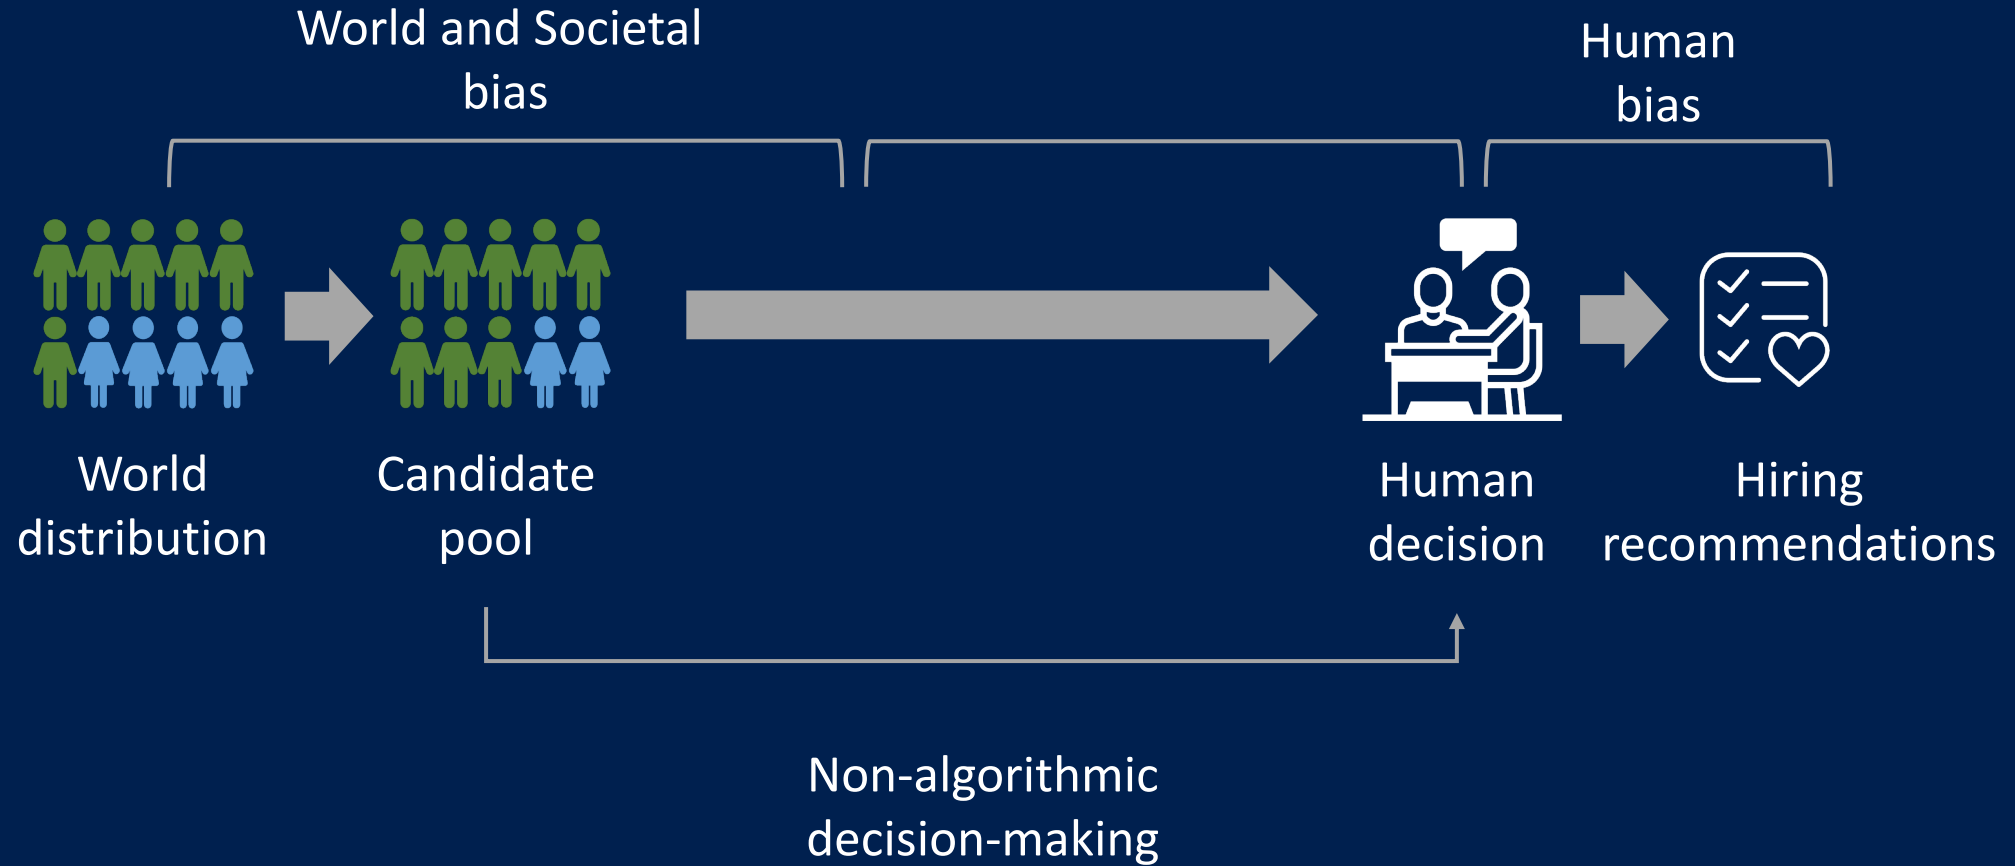 World and Societal
bias
Human
bias
World
distribution
Candidate
pool
Human
decision
Hiring
recommendations
Non-algorithmic
decision-making